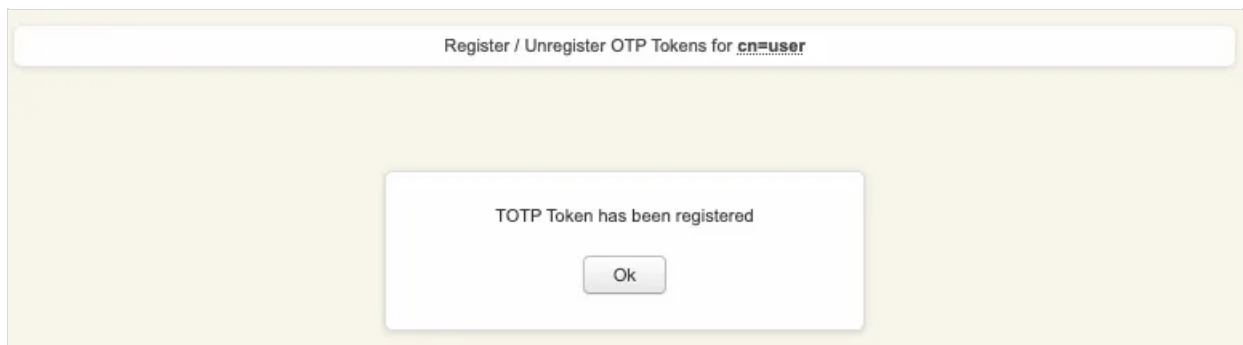 Register / Unregister OTP Tokens for cn=user
TOTP Token has been registered
Ok